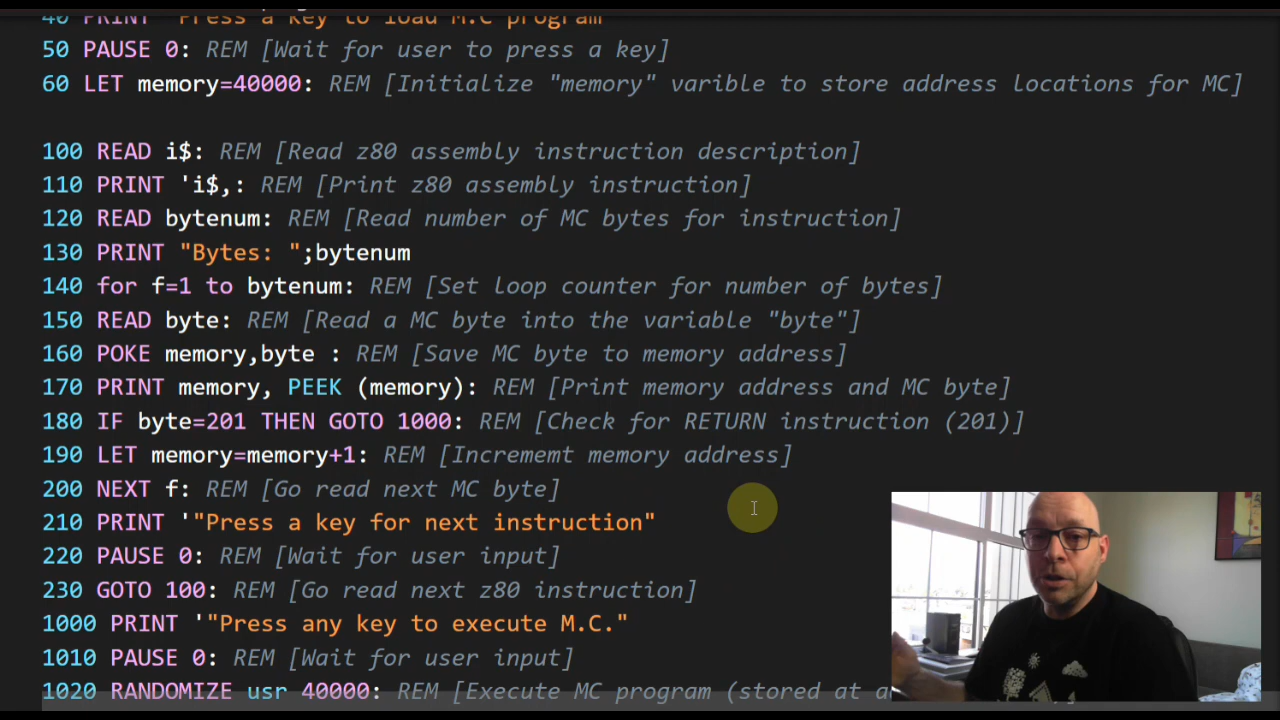 40 PRINT "Press a key to load M.C program"
50 PAUSE 0: REM [Wait for user to press a key]
60 LET memory=40000: REM [Initialize "memory" varible to store address locations for MC]
100 READ i$: REM [Read z80 assembly instruction description]
110 PRINT 'i$,: REM [Print z80 assembly instruction]
120 READ bytenum: REM [Read number of MC bytes for instruction]
130 PRINT "Bytes: ";bytenum
140 for f=1 to bytenum: REM [Set loop counter for number of bytes]
150 READ byte: REM [Read a MC byte into the variable "byte"]
160 POKE memory,byte : REM [Save MC byte to memory address]
170 PRINT memory, PEEK (memory): REM [Print memory address and MC byte]
180 IF byte=201 THEN GOTO 1000: REM [Check for RETURN instruction (201)]
190 LET memory=memory+1: REM [Incrememt memory address]
200 NEXT f: REM [Go read next MC byte]
210 PRINT '"Press a key for next instruction"
220 PAUSE 0: REM [Wait for user input]
230 GOTO 100: REM [Go read next z80 instruction]
1000 PRINT '"Press any key to execute M.C."
1010 PAUSE 0: REM [Wait for user input]
1020 RANDOMIZE usr 40000: REM [Execute MC program (stored at